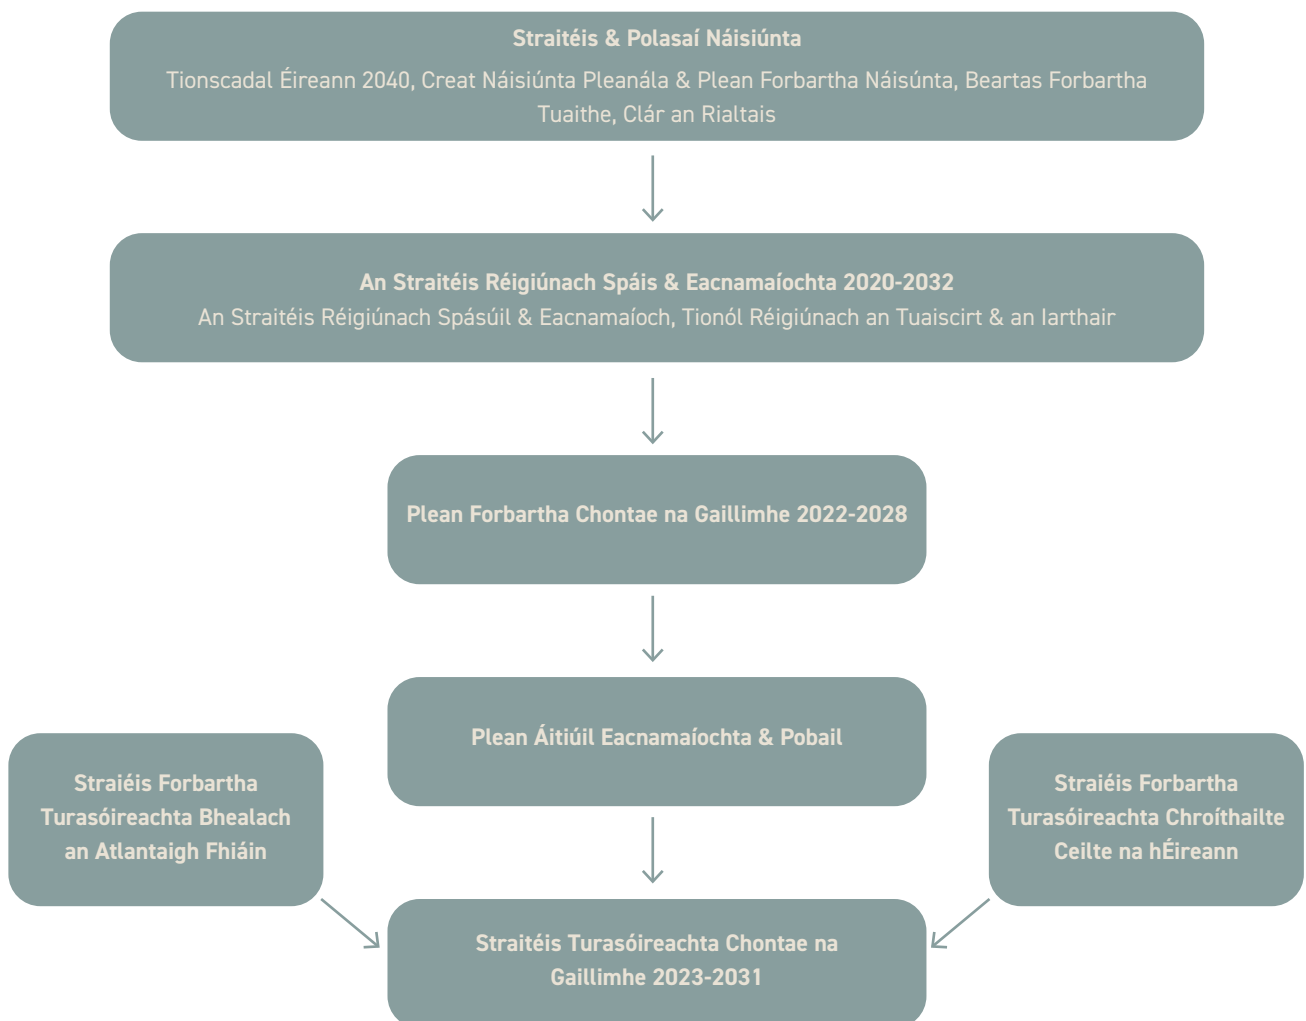 Straitéis & Polasaí Náisiúnta
Tionscadal Éireann 2040, Creat Náisiúnta Pleanála & Plean Forbartha Náisúnta, Beartas Forbartha
Tuaithe, Clár an Rialtais
An Straitéis Réigiúnach Spáis & Eacnamaíochta 2020-2032
An Straitéis Réigiúnach Spásúil & Eacnamaíoch, Tionól Réigiúnach an Tuaiscirt & an Iarthair
Plean Forbartha Chontae na Gaillimhe 2022-2028
Plean Áitiúil Eacnamaíochta & Pobail
Straiéis Forbartha
Turasóireachta Bhealach
an Atlantaigh Fhiáin
Straiéis Forbartha
Turasóireachta Chroíthailte
Ceilte na hÉireann
Straitéis Turasóireachta Chontae na
Gaillimhe 2023-2031